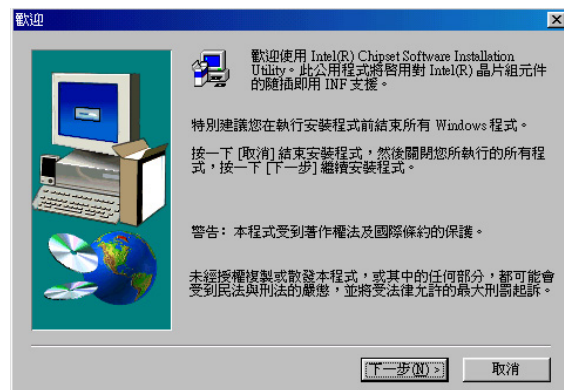 歡迎
歡迎使用 Intel(R) Chipset Software Installation
Utility。此公用程式將啓用對 Intel(R) 晶片組元件
的隨插即用 INF 支援。
特別建議您在執行安裝程式前結束所有 Windows 程式。
按一下 [取消] 結束安裝程式，然後關閉您所執行的所有程
式，按一下 [下一步] 繼續安裝程式。
警告: 本程式受到著作權法及國際條約的保護。
未經授權複製或散發本程式，或其中的任何部分，都可能會
受到民法與刑法的嚴懲，並將受法律允許的最大刑罰起訴。
下一步(N) >
取消